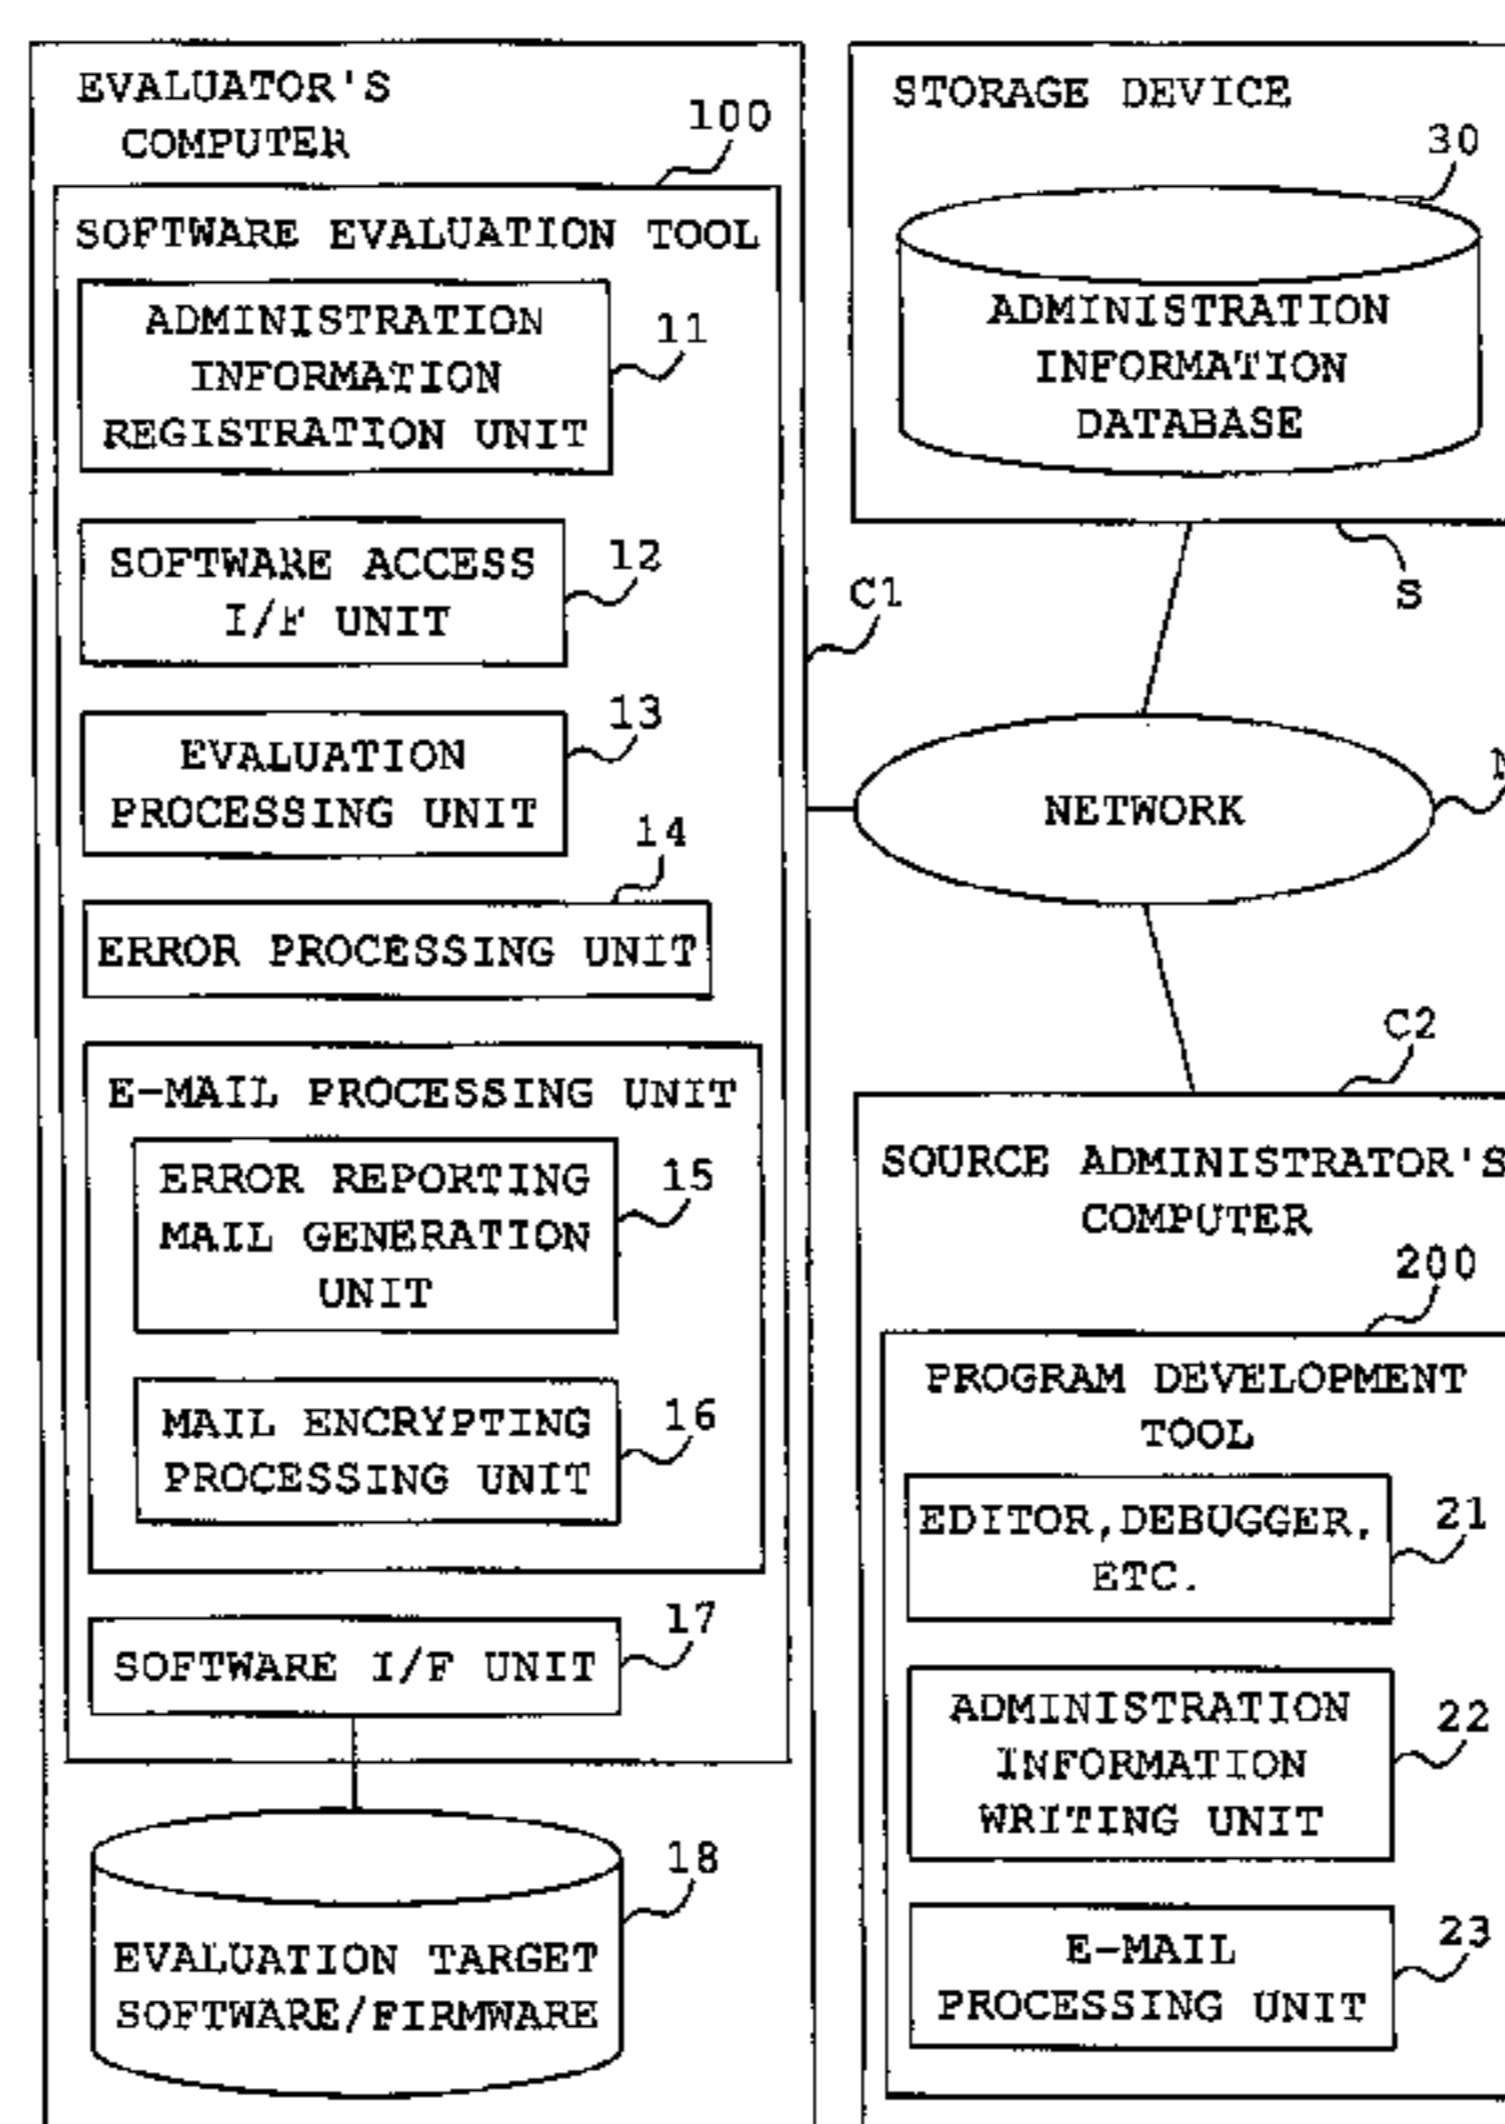 EVALUATOR'S
COMPUTER
100
SOFTWARE EVALUATION TOOL
ADMINISTRATION
INFORMATION
REGISTRATION UNIT
11
SOFTWARE ACCESS
I/F UNIT
12
EVALUATION
PROCESSING UNIT
13
14
ERROR PROCESSING UNIT
E-MAIL PROCESSING UNIT
ERROR REPORTING
MAIL GENERATION
UNIT
15
MAIL ENCRYPTING
PROCESSING UNIT
16
SOFTWARE I/F UNIT
17
18
EVALUATION TARGET
SOFTWARE/FIRMWARE
C1
STORAGE DEVICE
30
ADMINISTRATION
INFORMATION
DATABASE
S
NETWORK
C2
SOURCE ADMINISTRATOR'S
COMPUTER
200
PROGRAM DEVELOPMENT
TOOL
EDITOR,DEBUGGER,
ETC.
21
ADMINISTRATION
INFORMATION
WRITING UNIT
22
E-MAIL
PROCESSING UNIT
23